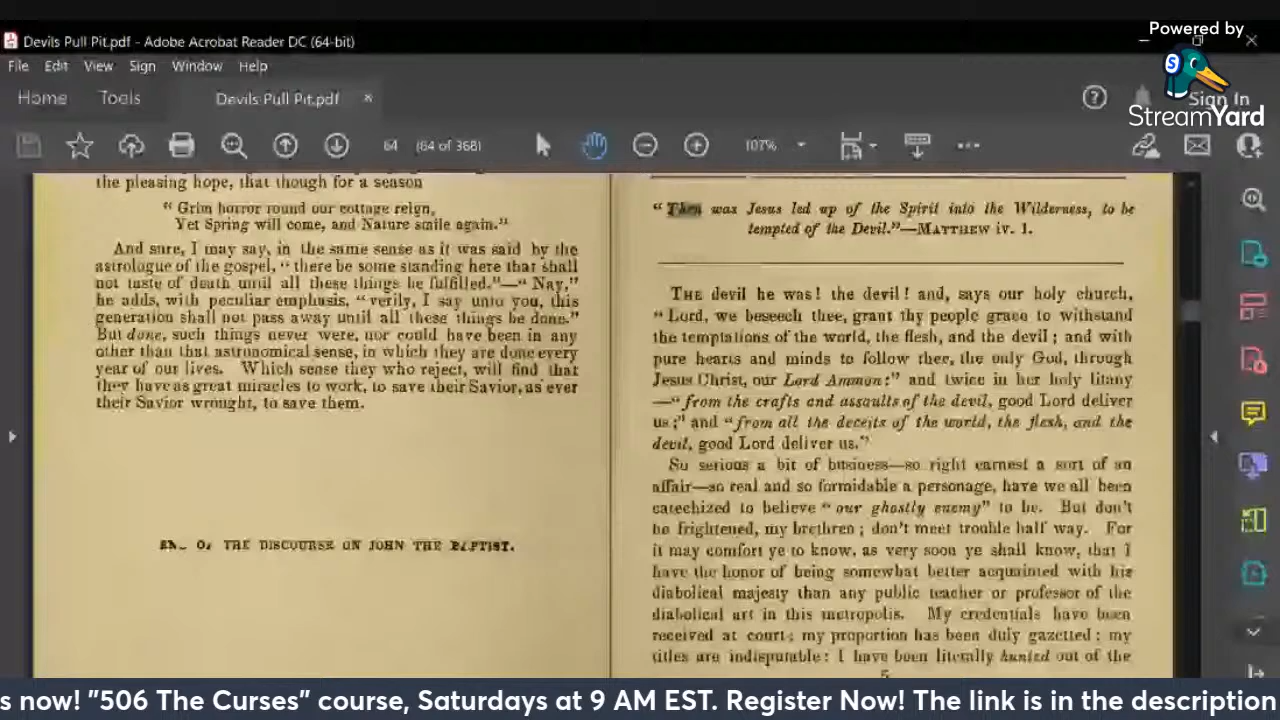 Powered by
StreamYard
Devils Pull Pit.pdf - Adobe Acrobat Reader DC (64-bit)
File Edit View Sign Window Help
Home Tools Devils Pull Pit.pdf Sign In
64 (64 of 368) 107%
the pleasing hope, that though for a season
" Grim horror round our cottage reign,
Yet Spring will come, and Nature smile again."
And sure, I may say, in the same sense as it was said by the
astrologue of the gospel, " there be some standing here that shall
not taste of death until all these things be fulfilled."—" Nay,"
he adds, with peculiar emphasis, " verily, I say unto you, this
generation shall not pass away until all these things be done."
But done, such things never were, nor could have been in any
other than that astronomical sense, in which they are done every
year of our lives. Which sense they who reject, will find that
they have as great miracles to work, to save their Savior, as ever
their Savior wrought, to save them.
OF THE DISCOURSE ON JOHN THE BAPTIST.
" Then was Jesus led up of the Spirit into the Wilderness, to be
tempted of the Devil."—MATTHEW iv. 1.
THE devil he was! the devil! and, says our holy church,
" Lord, we beseech thee, grant thy people grace to withstand
the temptations of the world, the flesh, and the devil; and with
pure hearts and minds to follow thee, the only God, through
Jesus Christ, our Lord Ammon:" and twice in her holy litany
—" from the crafts and assaults of the devil, good Lord deliver
us;" and " from all the deceits of the world, the flesh, and the
devil, good Lord deliver us."
So serious a bit of business—so right earnest a sort of an
affair—so real and so formidable a personage, have we all been
catechized to believe " our ghostly enemy" to be. But don't
be frightened, my brethren; don't meet trouble half way. For
it may comfort ye to know, as very soon ye shall know, that I
have the honor of being somewhat better acquainted with his
diabolical majesty than any public teacher or professor of the
diabolical art in this metropolis. My credentials have been
received at court; my proportion has been duly gazetted; my
titles are indisputable: I have been literally hunted out of the
5
s now! "506 The Curses" course, Saturdays at 9 AM EST. Register Now! The link is in the description